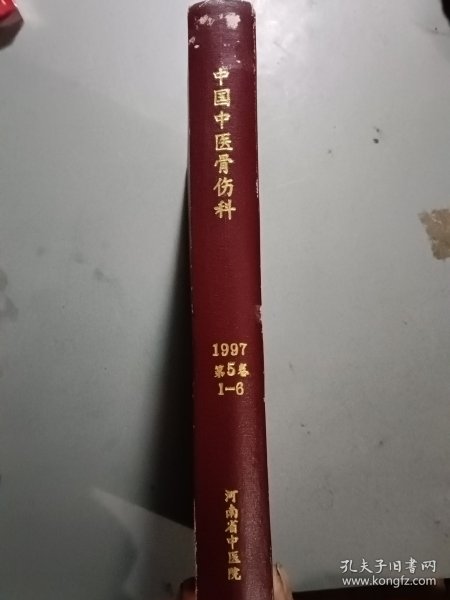 中国中医骨伤科
1997
第5卷
1-6
河南省中医院
孔夫子旧书网
www.kongfz.com